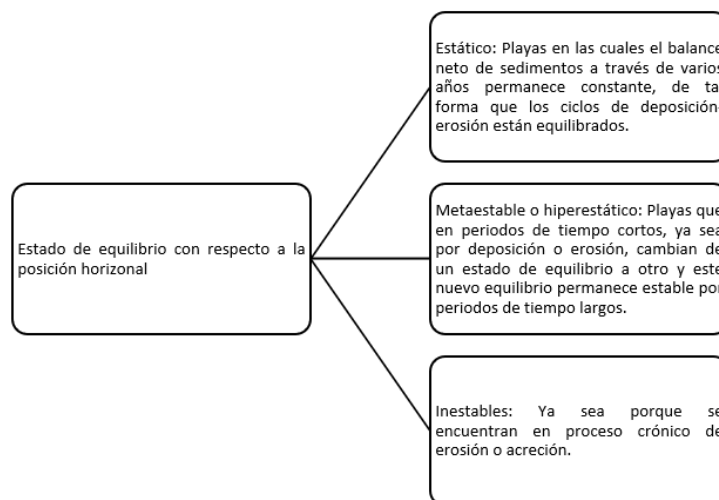 Estático: Playas en las cuales el balance
neto de sedimentos a través de varios
años permanece constante, de ta
forma que los ciclos de deposición-
erosión están equilibrados.
Estado de equilibrio con respecto a la
posición horizonal
Metaestable o hiperestático: Playas que
en periodos de tiempo cortos, ya sea
por deposición o erosión, cambian de
un estado de equilibrio a otro y este
nuevo equilibrio permanece estable por
periodos de tiempo largos.
Inestables: Ya sea porque se
encuentran en proceso crónico de
erosión o acreción.